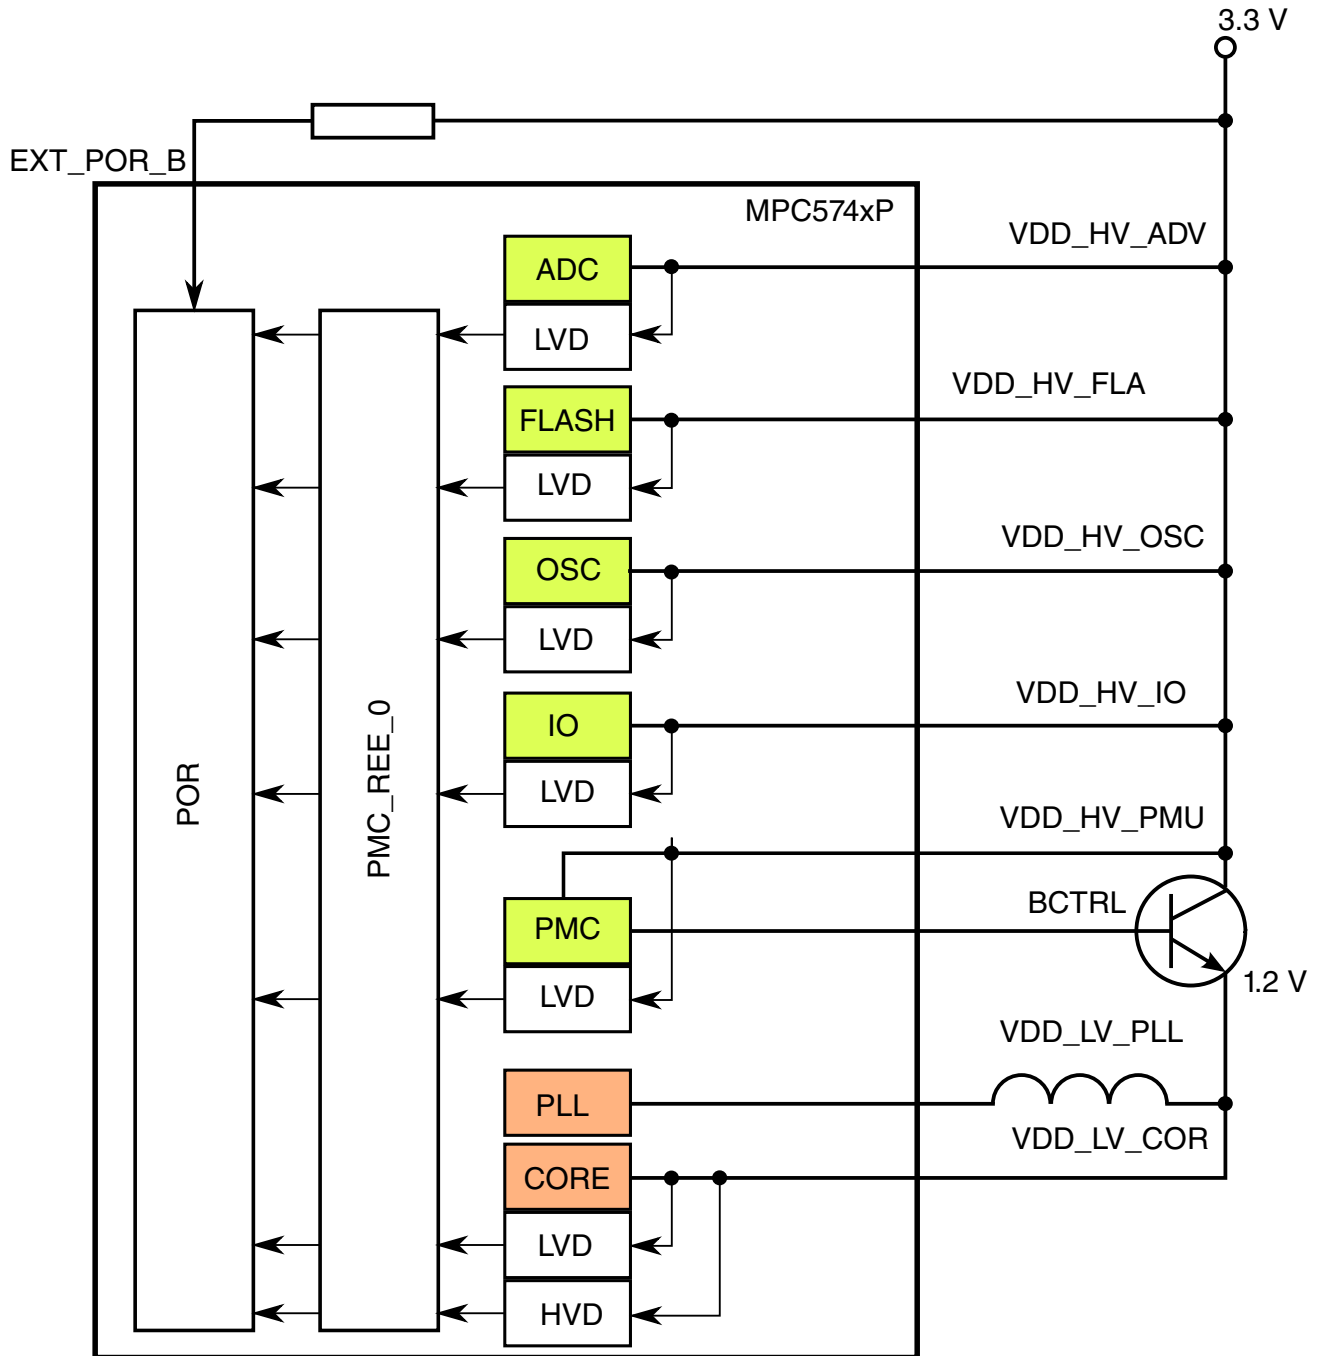 3.3 V
EXT_POR_B
MPC574xP
VDD_HV_ADV
ADC
LVD
VDD_HV_FLA
FLASH
LVD
VDD_HV_OSC
OSC
LVD
VDD_HV_IO
IO
LVD
POR
PMC_REE_0
VDD_HV_PMU
BCTRL
PMC
LVD
1.2 V
VDD_LV_PLL
PLL
VDD_LV_COR
CORE
LVD
HVD